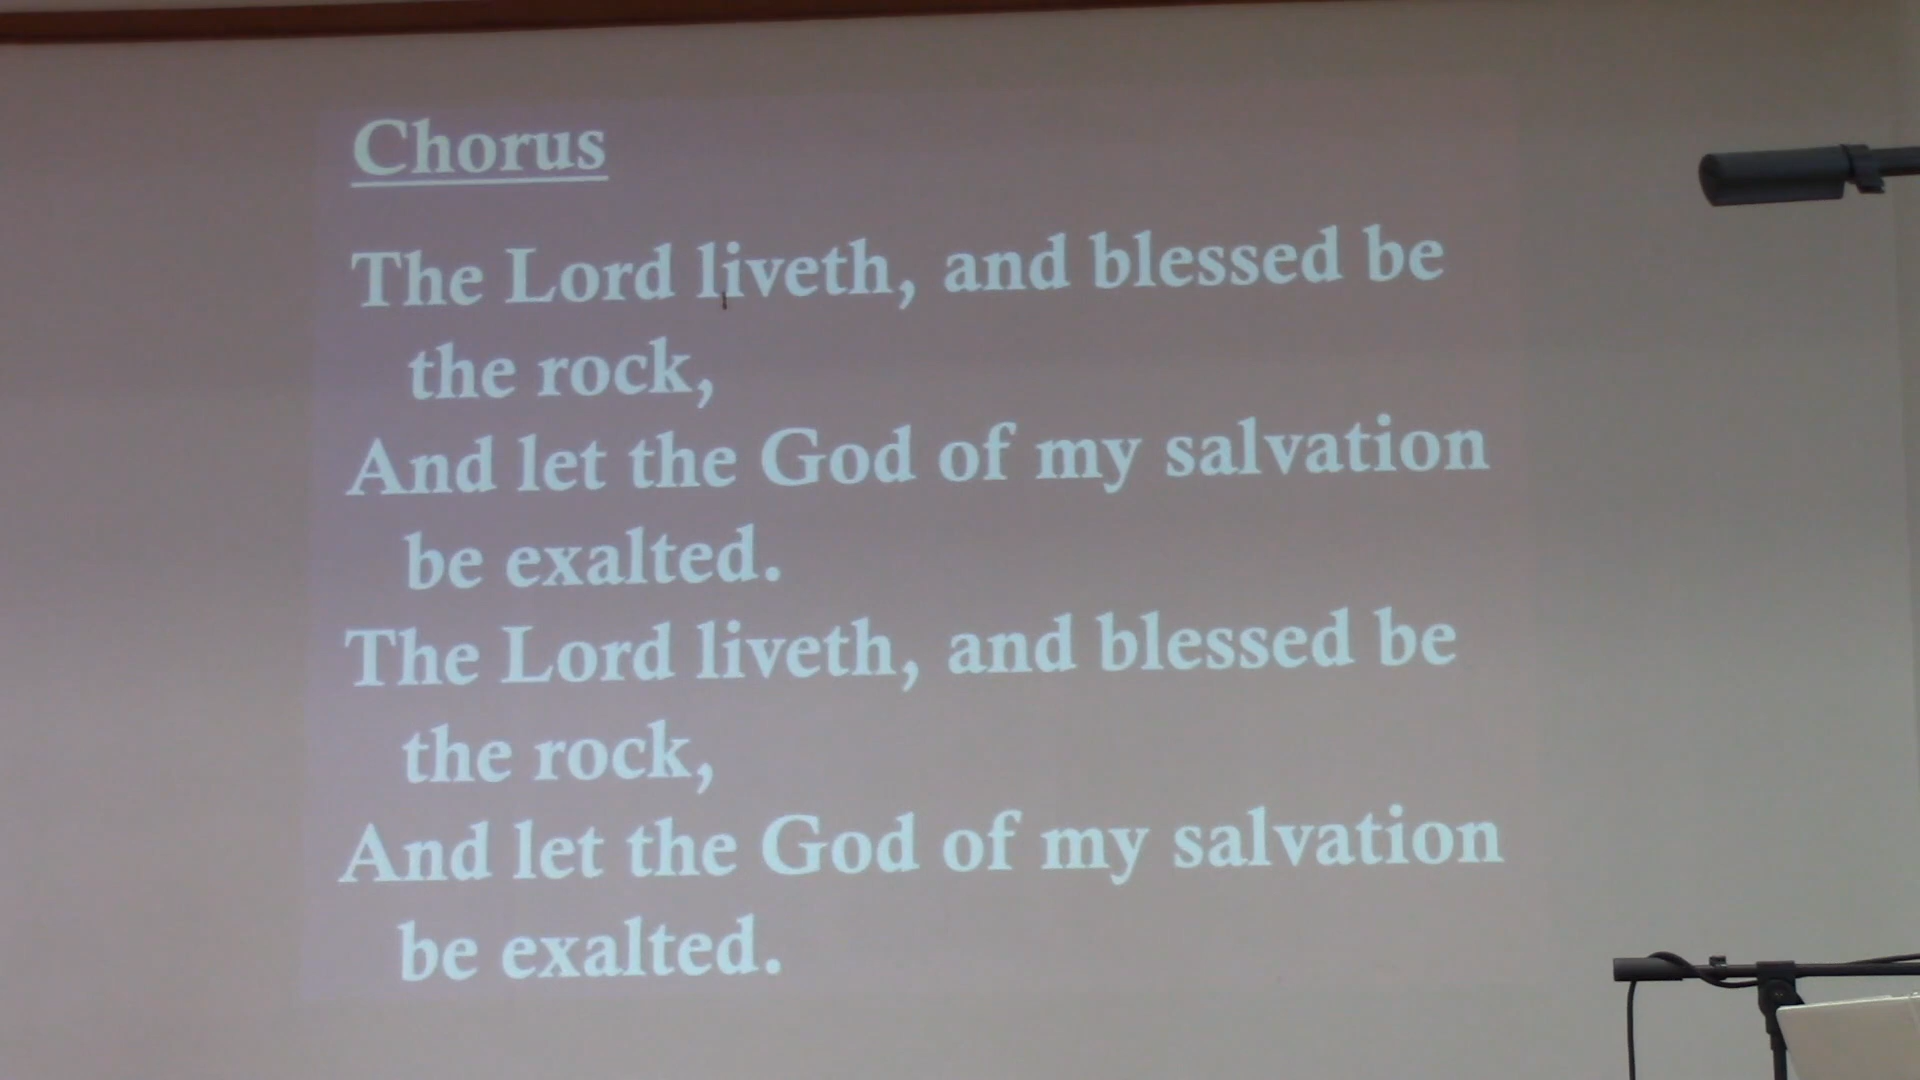 Chorus
The Lord liveth, and blessed be
the rock,
And let the God of my salvation
be exalted.
The Lord liveth, and blessed be
the rock,
And let the God of my salvation
be exalted.